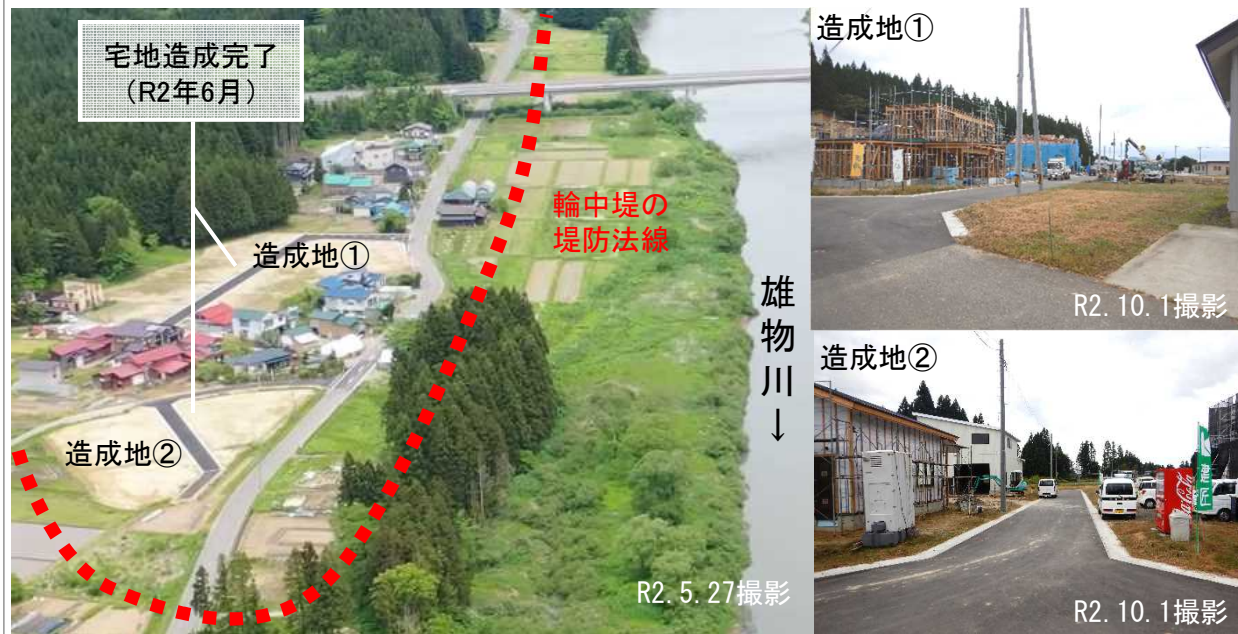 宅地造成完了
（R2年6月）
造成地①
造成地②
輪中堤の
堤防法線
雄物川→
R2.5.27撮影
造成地①
R2.10.1撮影
造成地②
Coca-Cola
R2.10.1撮影